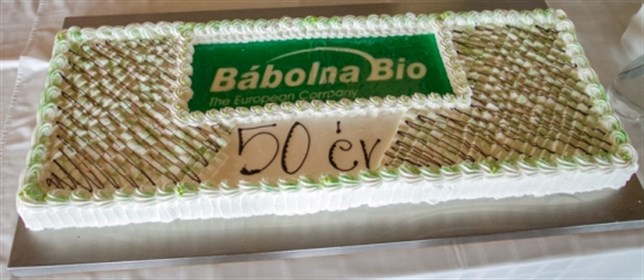 Bábolna Bio
The European Company
50 év